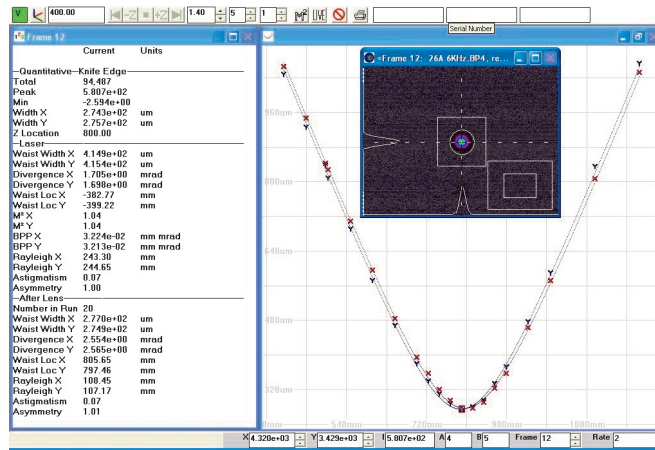 V 400.00 -Z +Z 1.40 5 1 M² LIVE
Serial Number
Frame 12
Current Units
Quantitative—Knife Edge
Total 94,487
Peak 5.807e+02
Min -2.594e+00
Width X 2.743e+02 um
Width Y 2.757e+02 um
Z Location 800.00
Laser
Waist Width X 4.149e+02 um
Waist Width Y 4.154e+02 um
Divergence X 1.705e+00 mrad
Divergence Y 1.698e+00 mrad
Waist Loc X -382.77 mm
Waist Loc Y -399.22 mm
M² X 1.04
M² Y 1.04
BPP X 3.224e-02 mm mrad
BPP Y 3.213e-02 mm mrad
Rayleigh X 243.30 mm
Rayleigh Y 244.65 mm
Astigmatism 0.07
Asymmetry 1.00
After Lens
Number in Run 20
Waist Width X 2.770e+02 um
Waist Width Y 2.749e+02 um
Divergence X 2.554e+00 mrad
Divergence Y 2.565e+00 mrad
Waist Loc X 805.65 mm
Waist Loc Y 797.46 mm
Rayleigh X 108.45 mm
Rayleigh Y 107.17 mm
Astigmatism 0.07
Asymmetry 1.01
<Frame 12: 26A 6KHz.BP4, re...
960um
800um
640um
480um
320um
540mm 720mm 900mm 1080mm
X 4.320e+03 Y 3.429e+03 I 5.807e+02 A 4 B 5 Frame 12 Rate 2